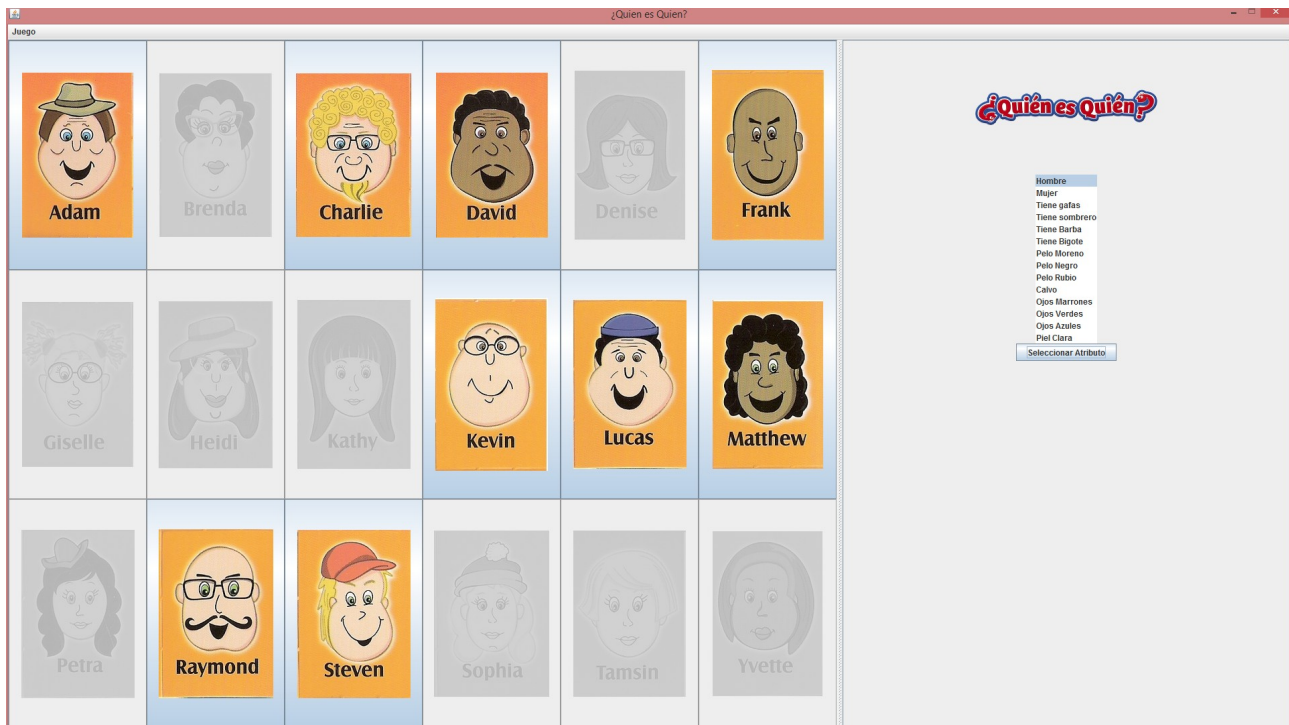 ¿Quien es Quien?
Juego
Adam
Brenda
Charlie
David
Denise
Frank
Giselle
Heidi
Kathy
Kevin
Lucas
Matthew
Petra
Raymond
Steven
Sophia
Tamsin
Yvette
¿Quién es Quién?
Hombre
Mujer
Tiene gafas
Tiene sombrero
Tiene Barba
Tiene Bigote
Pelo Moreno
Pelo Negro
Pelo Rubio
Calvo
Ojos Marrones
Ojos Verdes
Ojos Azules
Piel Clara
Seleccionar Atributo